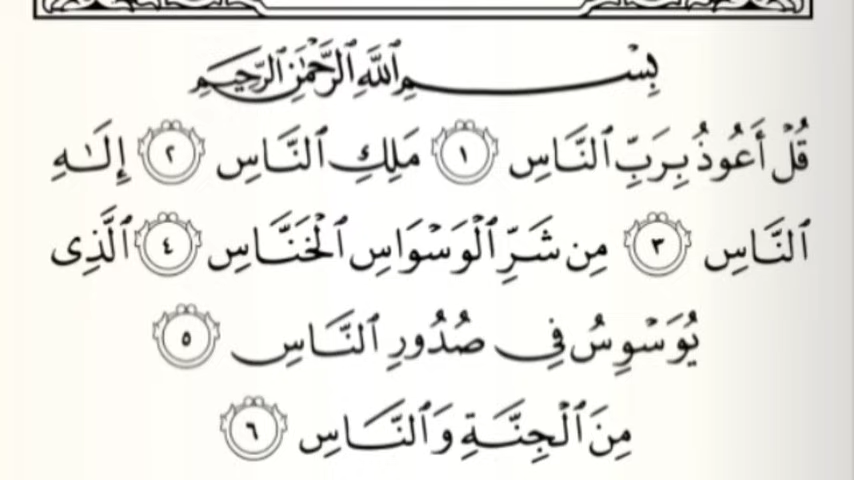 بِسْمِ ٱللَّهِ ٱلرَّحْمَٰنِ ٱلرَّحِيمِ
قُلْ أَعُوذُ بِرَبِّ ٱلنَّاسِ ١ مَلِكِ ٱلنَّاسِ ٢ إِلَٰهِ
ٱلنَّاسِ ٣ مِن شَرِّ ٱلْوَسْوَاسِ ٱلْخَنَّاسِ ٤ ٱلَّذِى
يُوَسْوِسُ فِى صُدُورِ ٱلنَّاسِ ٥
مِنَ ٱلْجِنَّةِ وَٱلنَّاسِ ٦